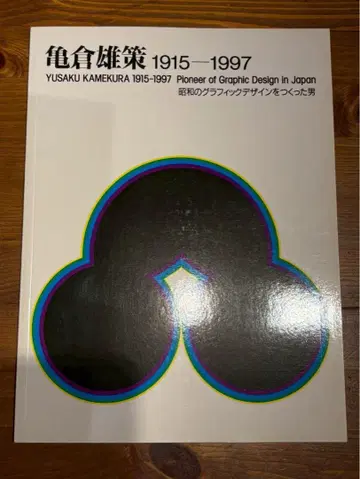 亀倉雄策 1915―1997
YUSAKU KAMEKURA 1915-1997 Pioneer of Graphic Design in Japan
昭和のグラフィックデザインをつくった男